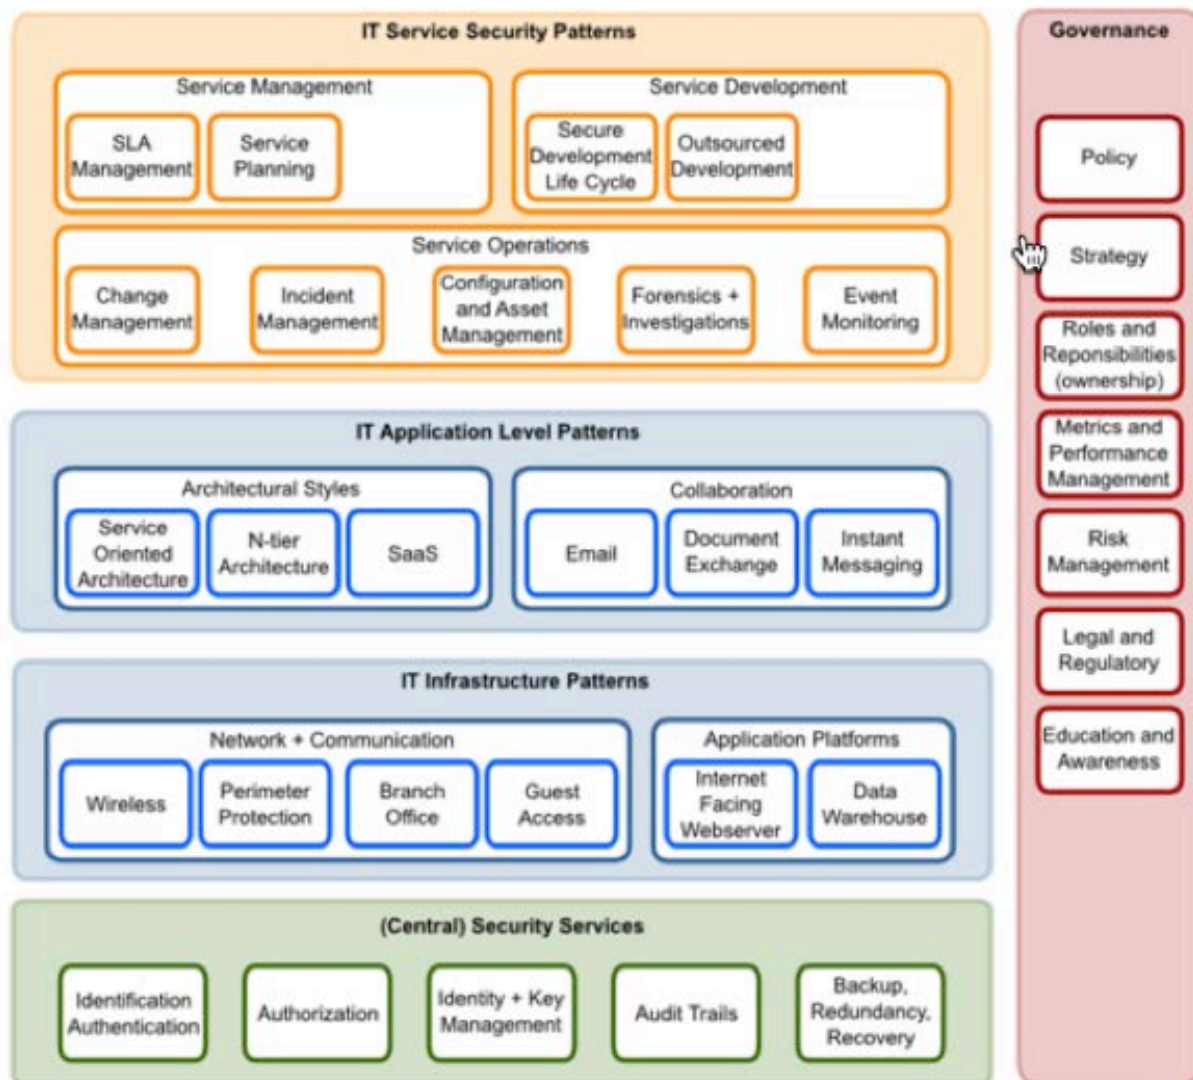 IT Service Security Patterns
Service Management
SLA
Management
Service
Planning
Service Development
Secure
Development
Life Cycle
Outsourced
Development
Service Operations
Change
Management
Incident
Management
Configuration
and Asset
Management
Forensics +
Investigations
Event
Monitoring
IT Application Level Patterns
Architectural Styles
Service
Oriented
Architecture
N-tier
Architecture
SaaS
Collaboration
Email
Document
Exchange
Instant
Messaging
IT Infrastructure Patterns
Network + Communication
Wireless
Perimeter
Protection
Branch
Office
Guest
Access
Application Platforms
Internet
Facing
Webserver
Data
Warehouse
(Central) Security Services
Identification
Authentication
Authorization
Identity + Key
Management
Audit Trails
Backup,
Redundancy,
Recovery
Governance
Policy
Strategy
Roles and
Reponsibilities
(ownership)
Metrics and
Performance
Management
Risk
Management
Legal and
Regulatory
Education and
Awareness